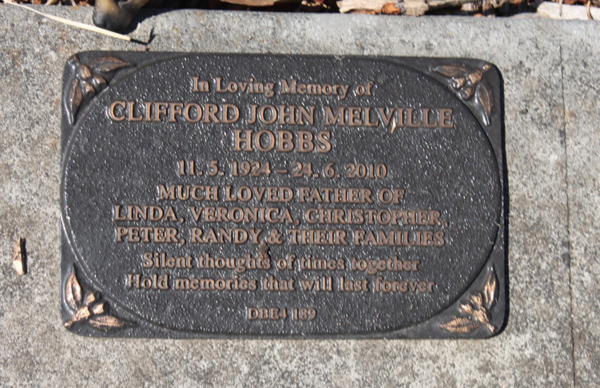 In Loving Memory of
CLIFFORD JOHN MELVILLE
HOBBS
11. 5. 1924 – 24. 6. 2010
MUCH LOVED FATHER OF
LINDA, VERONICA, CHRISTOPHER,
PETER, RANDY & THEIR FAMILIES
Silent thoughts of times together
Hold memories that will last forever
DBE4 189